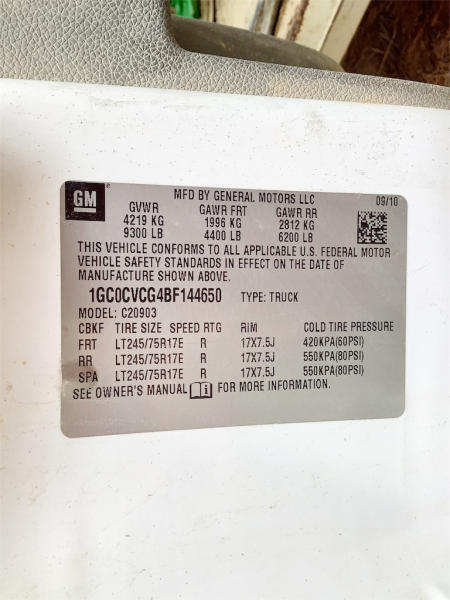 GM
MFD BY GENERAL MOTORS LLC 09/10
GVWR GAWR FRT GAWR RR
4219 KG 1996 KG 2812 KG
9300 LB 4400 LB 6200 LB
THIS VEHICLE CONFORMS TO ALL APPLICABLE U.S. FEDERAL MOTOR
VEHICLE SAFETY STANDARDS IN EFFECT ON THE DATE OF
MANUFACTURE SHOWN ABOVE.
1GC0CVCG4BF144650 TYPE: TRUCK
MODEL: C20903
CBKF TIRE SIZE SPEED RTG RIM COLD TIRE PRESSURE
FRT LT245/75R17E R 17X7.5J 420KPA(60PSI)
RR LT245/75R17E R 17X7.5J 550KPA(80PSI)
SPA LT245/75R17E R 17X7.5J 550KPA(80PSI)
SEE OWNER'S MANUAL i FOR MORE INFORMATION.